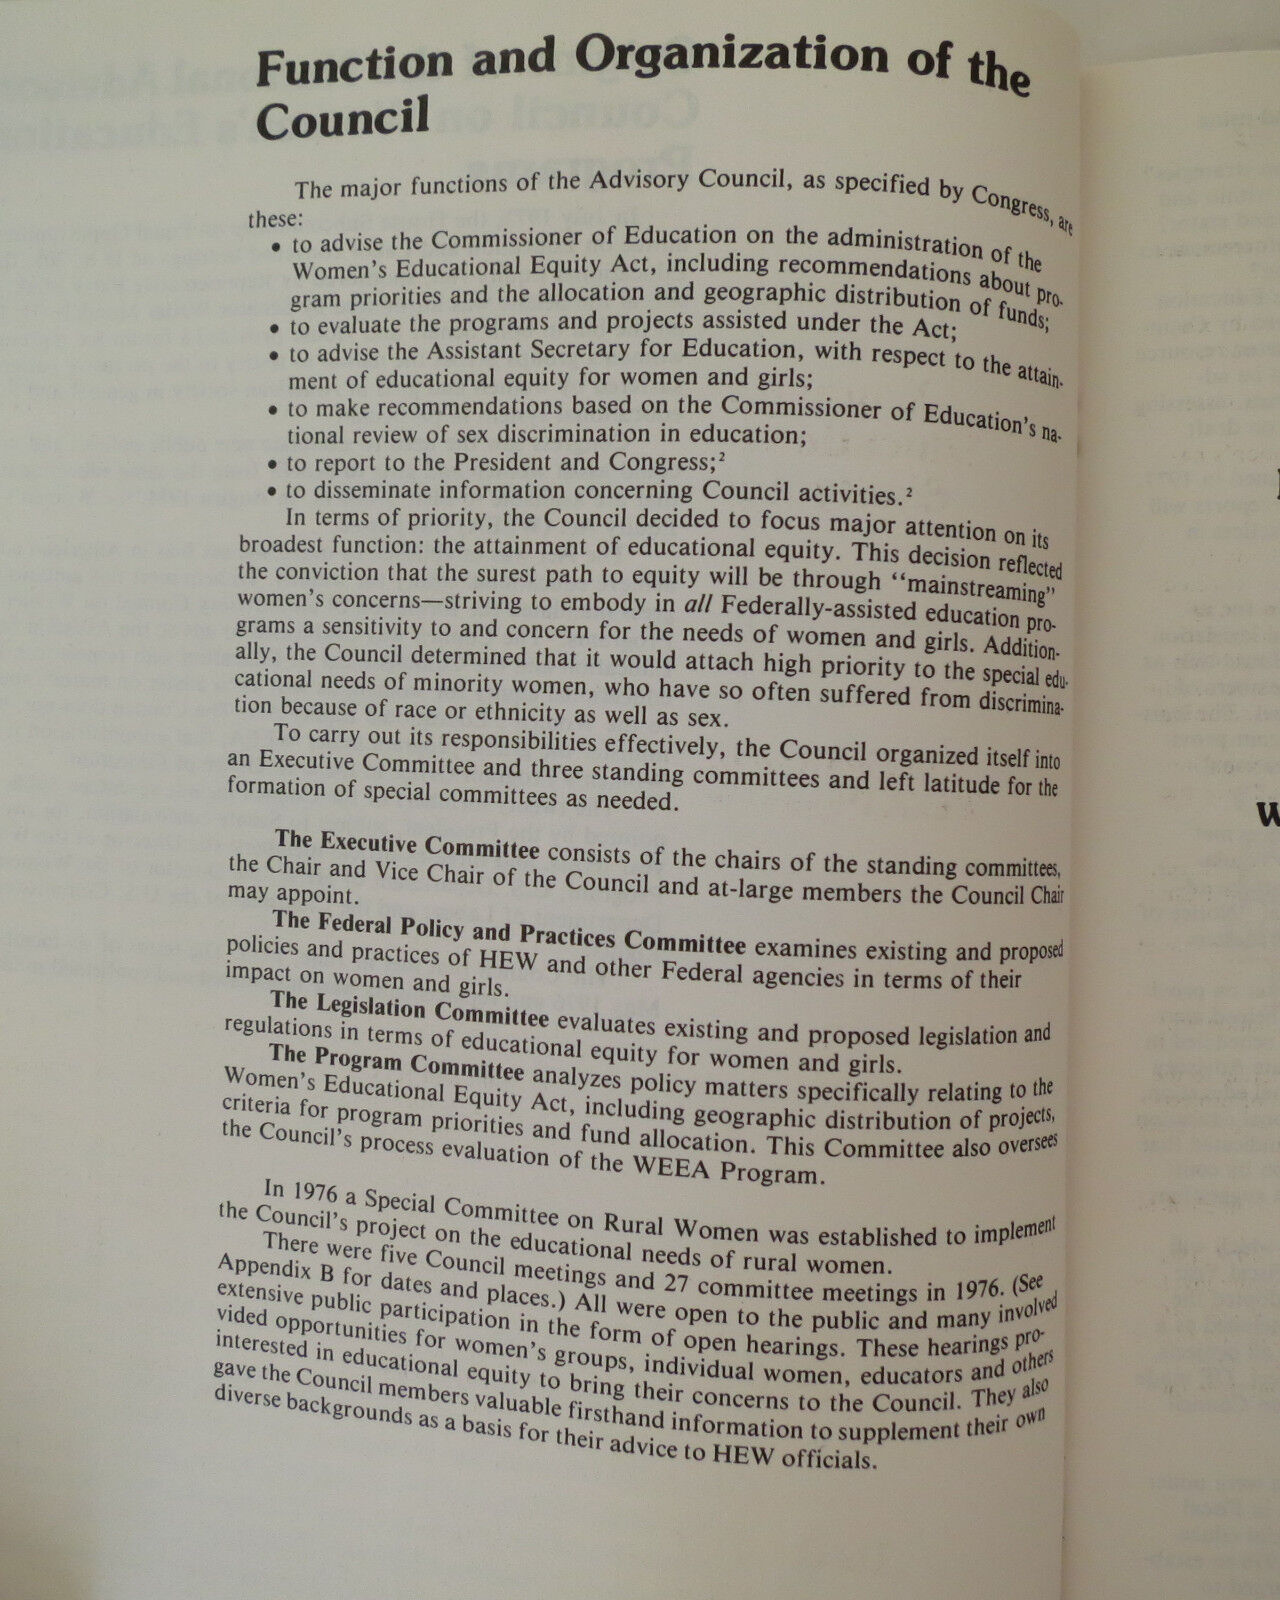 Function and Organization of the
Council
The major functions of the Advisory Council, as specified by Congress, are
these:
• to advise the Commissioner of Education on the administration of the
Women's Educational Equity Act, including recommendations about pro-
gram priorities and the allocation and geographic distribution of funds;
• to evaluate the programs and projects assisted under the Act;
• to advise the Assistant Secretary for Education, with respect to the attain-
ment of educational equity for women and girls;
• to make recommendations based on the Commissioner of Education's na-
tional review of sex discrimination in education;
• to report to the President and Congress;²
• to disseminate information concerning Council activities.²
In terms of priority, the Council decided to focus major attention on its
broadest function: the attainment of educational equity. This decision reflected
the conviction that the surest path to equity will be through "mainstreaming"
women's concerns—striving to embody in all Federally-assisted education pro-
grams a sensitivity to and concern for the needs of women and girls. Addition-
ally, the Council determined that it would attach high priority to the special edu-
cational needs of minority women, who have so often suffered from discrimina-
tion because of race or ethnicity as well as sex.
To carry out its responsibilities effectively, the Council organized itself into
an Executive Committee and three standing committees and left latitude for the
formation of special committees as needed.
The Executive Committee consists of the chairs of the standing committees,
the Chair and Vice Chair of the Council and at-large members the Council Chair
may appoint.
The Federal Policy and Practices Committee examines existing and proposed
policies and practices of HEW and other Federal agencies in terms of their
impact on women and girls.
The Legislation Committee evaluates existing and proposed legislation and
regulations in terms of educational equity for women and girls.
The Program Committee analyzes policy matters specifically relating to the
Women's Educational Equity Act, including geographic distribution of projects,
criteria for program priorities and fund allocation. This Committee also oversees
the Council's process evaluation of the WEEA Program.
In 1976 a Special Committee on Rural Women was established to implement
the Council's project on the educational needs of rural women.
There were five Council meetings and 27 committee meetings in 1976. (See
Appendix B for dates and places.) All were open to the public and many involved
extensive public participation in the form of open hearings. These hearings pro-
vided opportunities for women's groups, individual women, educators and others
interested in educational equity to bring their concerns to the Council. They also
gave the Council members valuable firsthand information to supplement their own
diverse backgrounds as a basis for their advice to HEW officials.